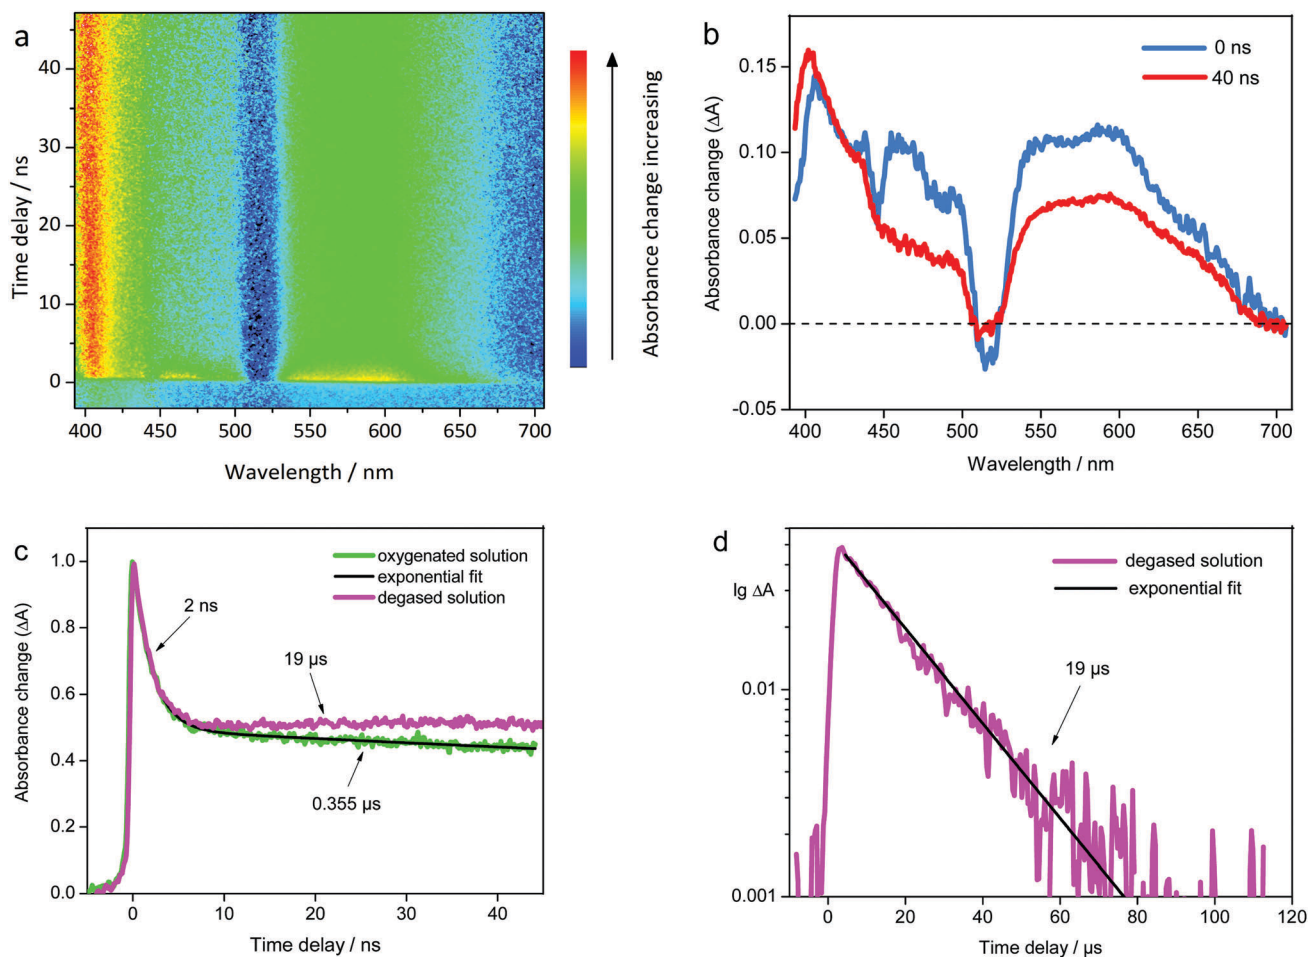 a
40
30
20
10
0
Time delay / ns
400 450 500 550 600 650 700
Wavelength / nm
Absorbance change increasing
b
0 ns
40 ns
0.15
0.10
0.05
0.00
-0.05
Absorbance change (ΔA)
400 450 500 550 600 650 700
Wavelength / nm
c
oxygenated solution
exponential fit
degased solution
2 ns
19 µs
0.355 µs
1.0
0.8
0.6
0.4
0.2
0.0
Absorbance change (ΔA)
0 10 20 30 40
Time delay / ns
d
degased solution
exponential fit
lg ΔA
19 µs
0.01
0.001
0 20 40 60 80 100 120
Time delay / µs